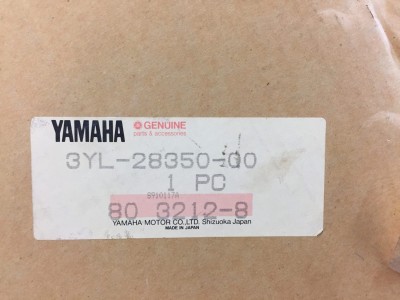 YAMAHA GENUINE
parts & accessories
3YL-28350-00
1 PC
80 3212-8
YAMAHA MOTOR CO.,LTD. Shizuoka Japan
MADE IN JAPAN